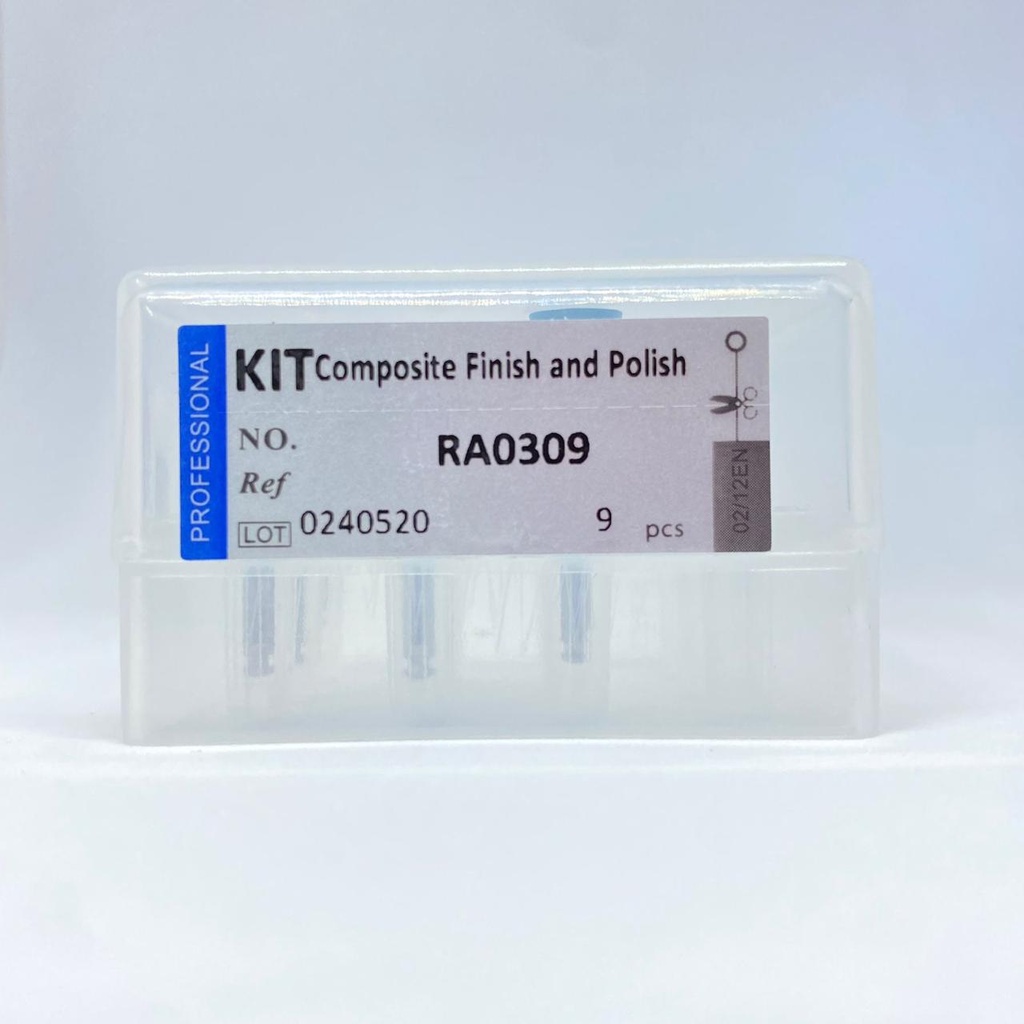 PROFESSIONAL
KIT Composite Finish and Polish
NO. RA0309
Ref
LOT 0240520 9 pcs
02/12EN